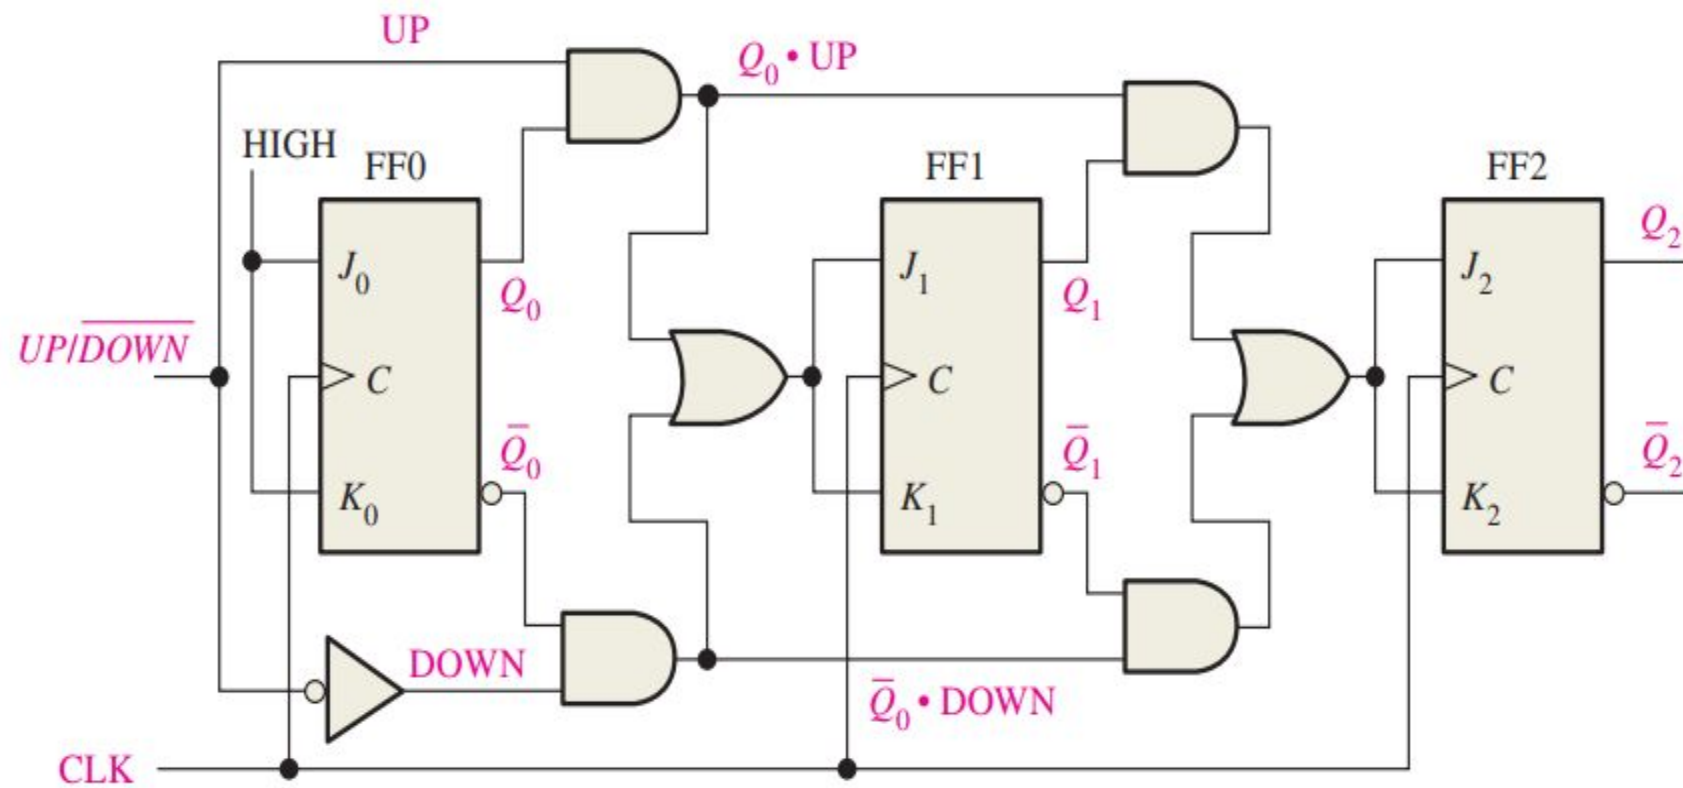 UP
Q₀ • UP
HIGH
FF0
FF1
FF2
J₀
Q₀
J₁
Q₁
J₂
Q₂
UP/D̅O̅W̅N̅
C
C
C
Q̅₀
Q̅₁
Q̅₂
K₀
K₁
K₂
DOWN
Q̅₀ • DOWN
CLK